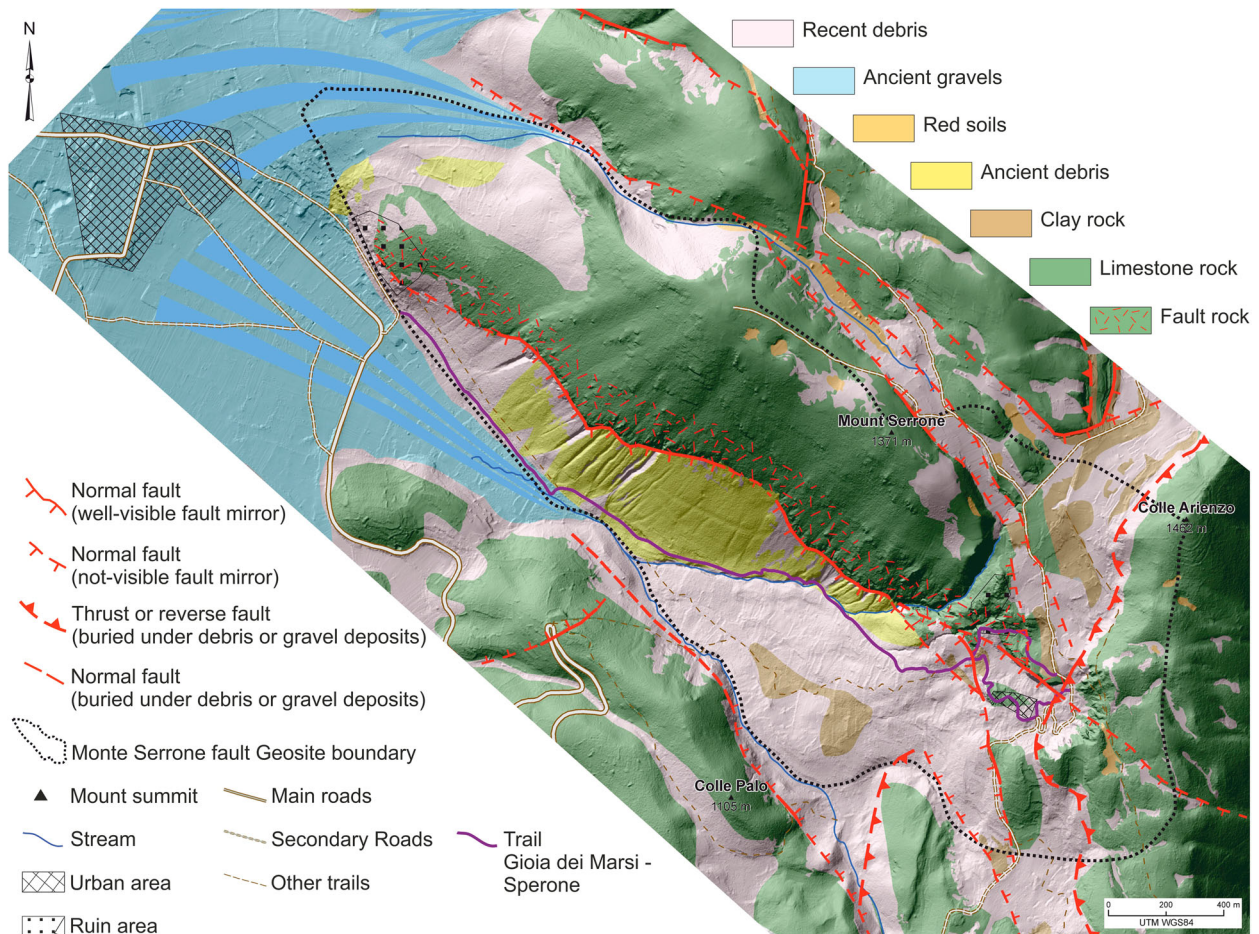 N
Recent debris
Ancient gravels
Red soils
Ancient debris
Clay rock
Limestone rock
Fault rock
Mount Serrone
1371 m
Colle Arienzo
1462 m
Colle Palo
1105 m
Normal fault
(well-visible fault mirror)
Normal fault
(not-visible fault mirror)
Thrust or reverse fault
(buried under debris or gravel deposits)
Normal fault
(buried under debris or gravel deposits)
Monte Serrone fault Geosite boundary
Mount summit
Main roads
Stream
Secondary Roads
Trail
Gioia dei Marsi -
Sperone
Urban area
Other trails
Ruin area
0 200 400 m
UTM WGS84